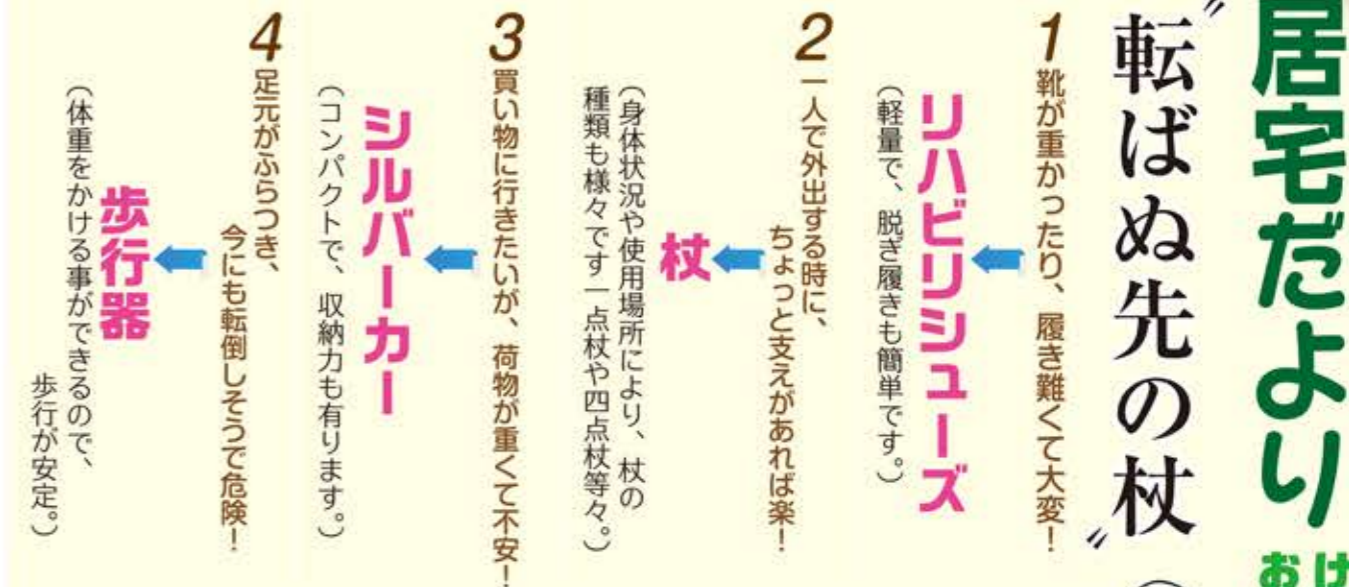 居宅だより
〝転ばぬ先の杖〟（
1 靴が重かったり、履き難くて大変！
リハビリシューズ
（軽量で、脱ぎ履きも簡単です。）
2 一人で外出する時に、
ちょっと支えがあれば楽！
杖
（身体状況や使用場所により、杖の
種類も様々です一点杖や四点杖等々。）
3 買い物に行きたいが、荷物が重くて不安！
シルバーカー
（コンパクトで、収納力も有ります。）
4 足元がふらつき、
今にも転倒しそうで危険！
歩行器
（体重をかける事ができるので、
歩行が安定。）